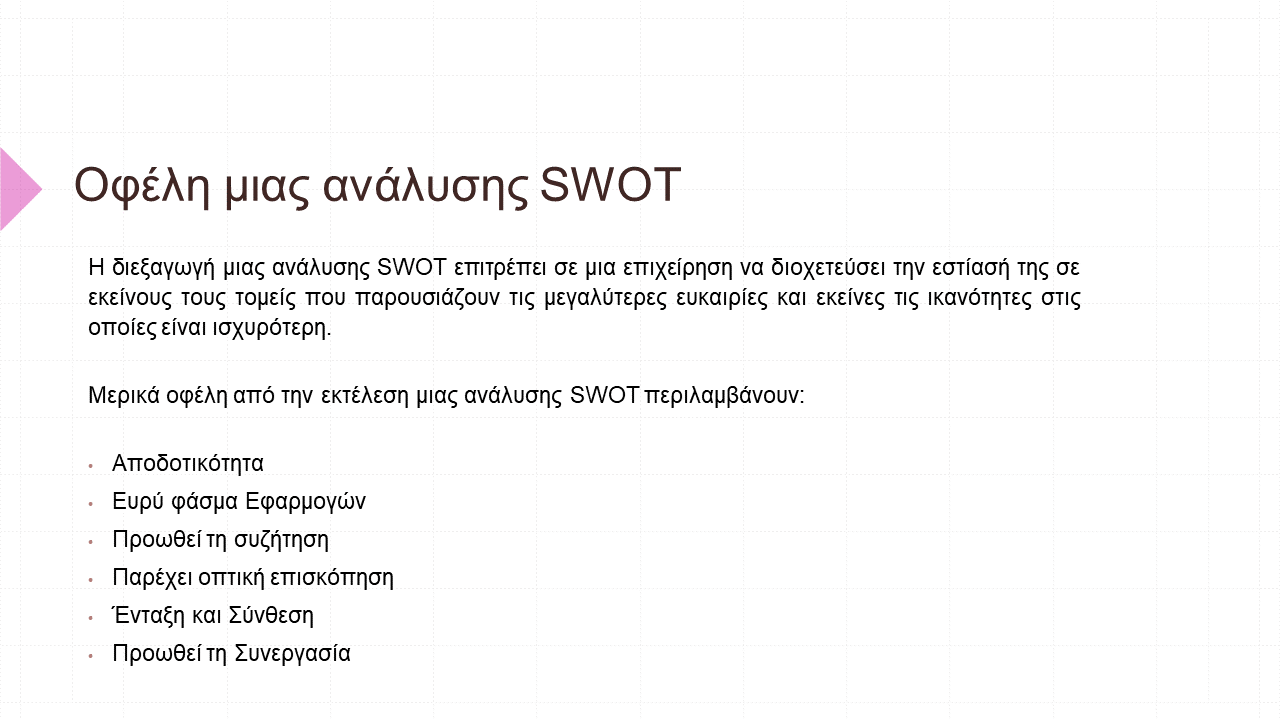 Οφέλη μιας ανάλυσης SWOT
Η διεξαγωγή μιας ανάλυσης SWOT επιτρέπει σε μια επιχείρηση να διοχετεύσει την εστίασή της σε
εκείνους τους τομείς που παρουσιάζουν τις μεγαλύτερες ευκαιρίες και εκείνες τις ικανότητες στις
οποίες είναι ισχυρότερη.
Μερικά οφέλη από την εκτέλεση μιας ανάλυσης SWOT περιλαμβάνουν:
• Αποδοτικότητα
• Ευρύ φάσμα Εφαρμογών
• Προωθεί τη συζήτηση
• Παρέχει οπτική επισκόπηση
• Ένταξη και Σύνθεση
• Προωθεί τη Συνεργασία